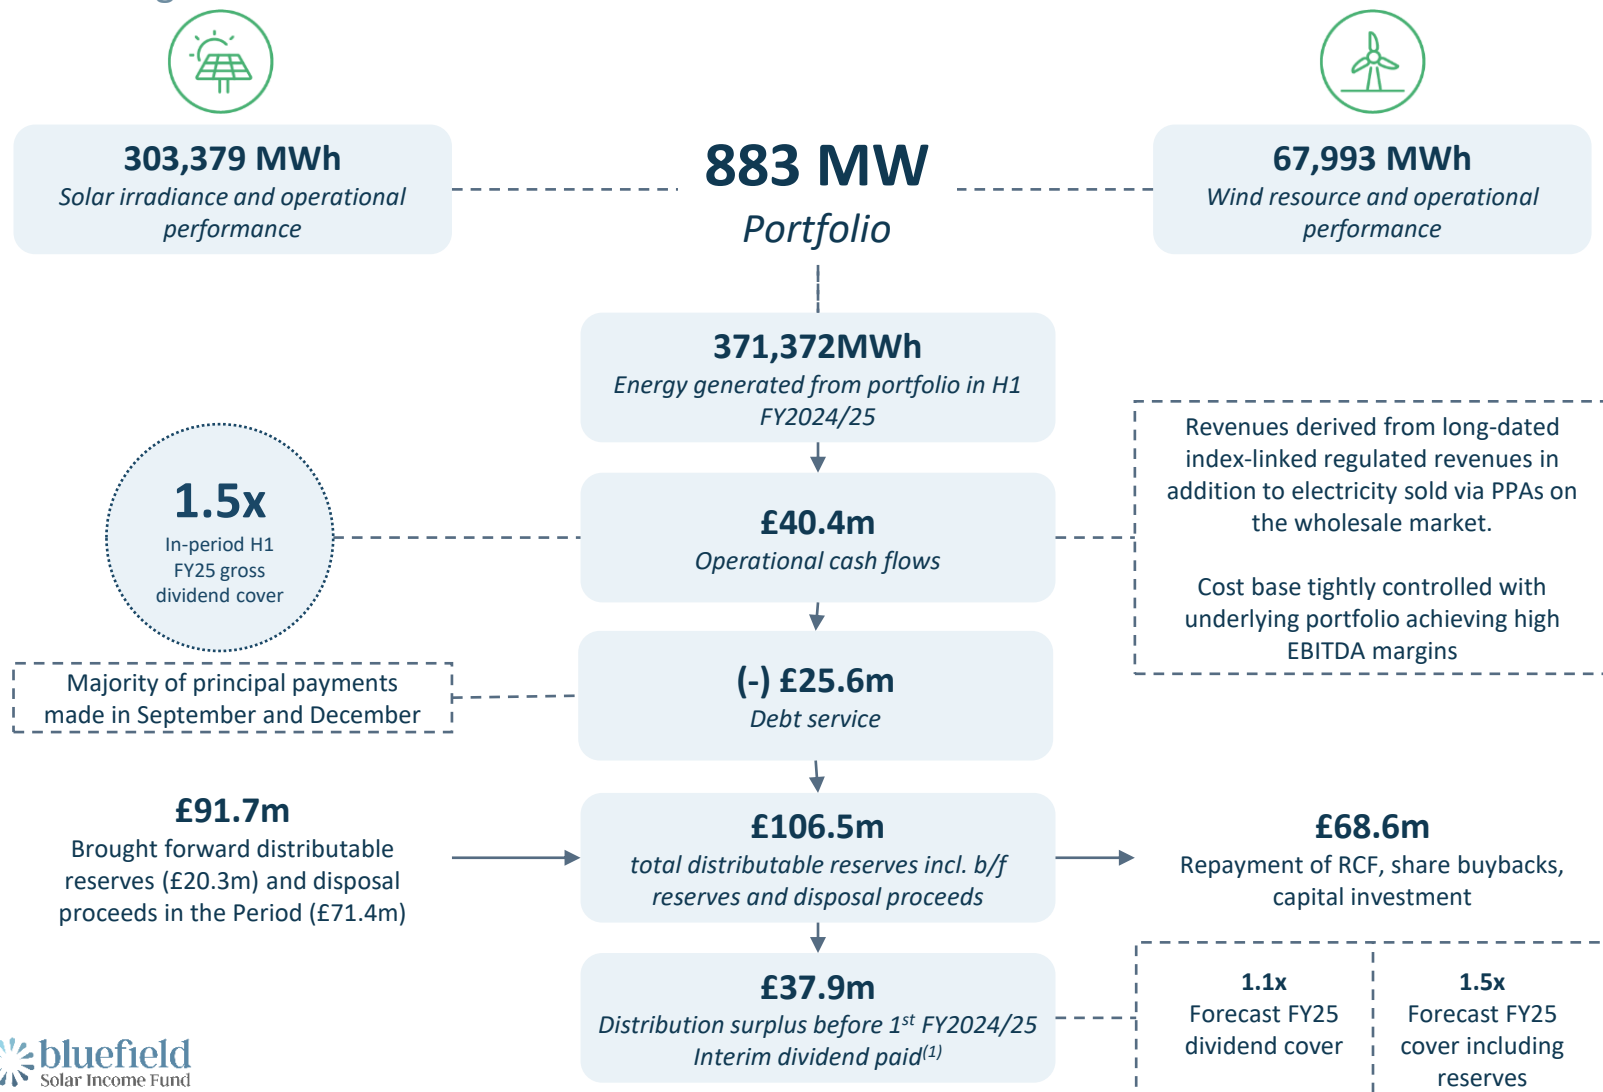 303,379 MWh
Solar irradiance and operational
performance
883 MW
Portfolio
67,993 MWh
Wind resource and operational
performance
371,372MWh
Energy generated from portfolio in H1
FY2024/25
1.5x
In-period H1
FY25 gross
dividend cover
£40.4m
Operational cash flows
Revenues derived from long-dated
index-linked regulated revenues in
addition to electricity sold via PPAs on
the wholesale market.
Cost base tightly controlled with
underlying portfolio achieving high
EBITDA margins
Majority of principal payments
made in September and December
(-) £25.6m
Debt service
£91.7m
Brought forward distributable
reserves (£20.3m) and disposal
proceeds in the Period (£71.4m)
£106.5m
total distributable reserves incl. b/f
reserves and disposal proceeds
£68.6m
Repayment of RCF, share buybacks,
capital investment
£37.9m
Distribution surplus before 1st FY2024/25
Interim dividend paid(1)
1.1x
Forecast FY25
dividend cover
1.5x
Forecast FY25
cover including
reserves
bluefield
Solar Income Fund